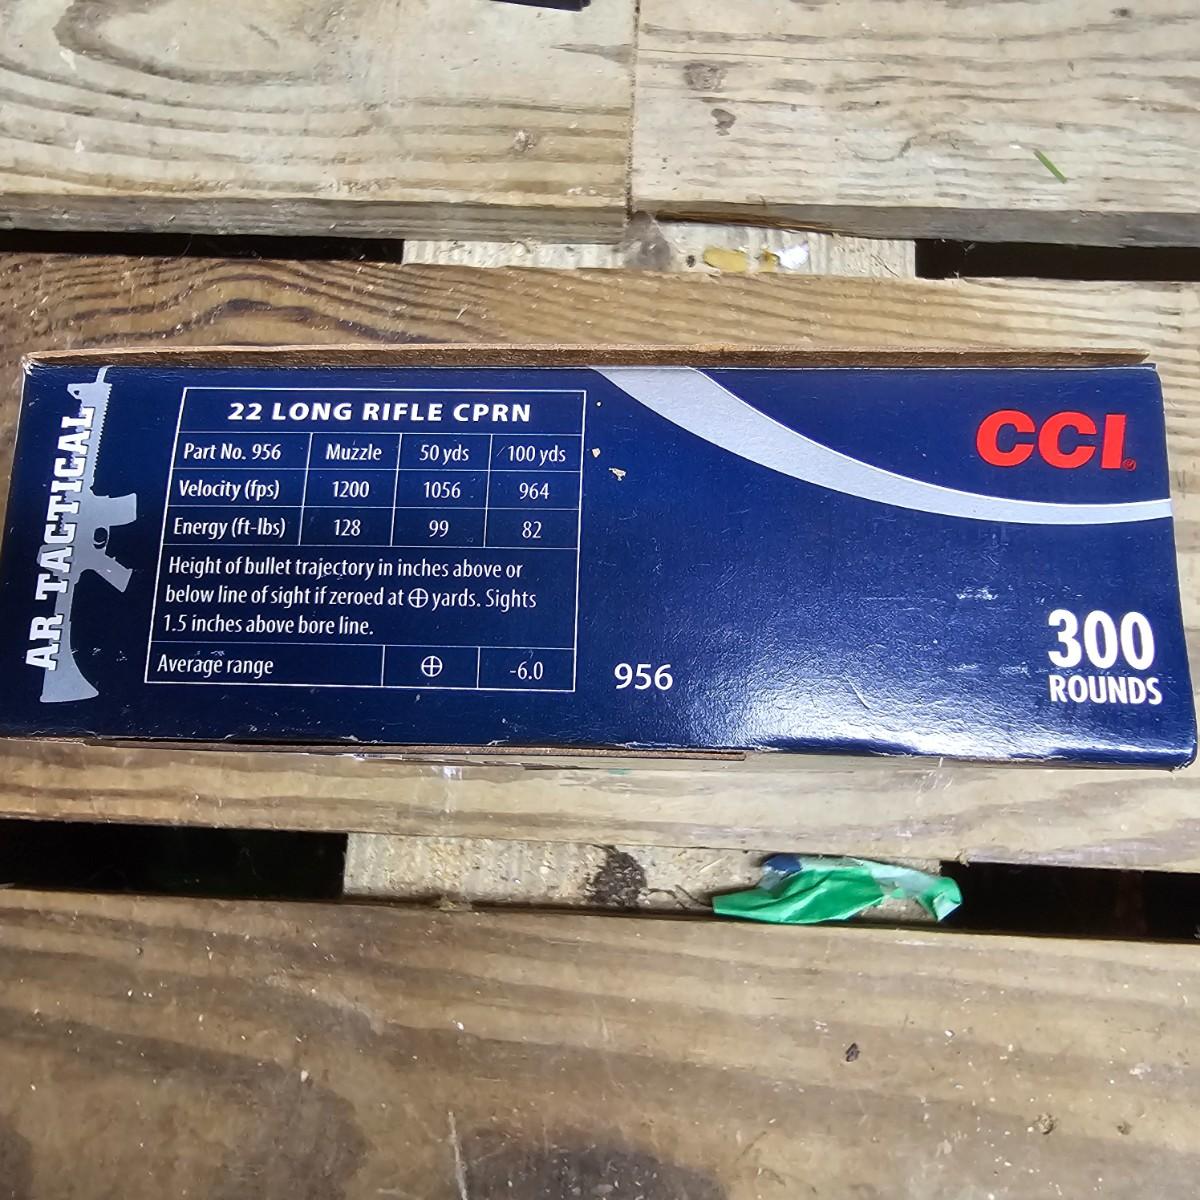 AR TACTICAL
22 LONG RIFLE CPRN
Part No. 956 Muzzle 50 yds 100 yds
Velocity (fps) 1200 1056 964
Energy (ft-lbs) 128 99 82
Height of bullet trajectory in inches above or
below line of sight if zeroed at ⊕ yards. Sights
1.5 inches above bore line.
Average range ⊕ -6.0
956
CCI®
300
ROUNDS